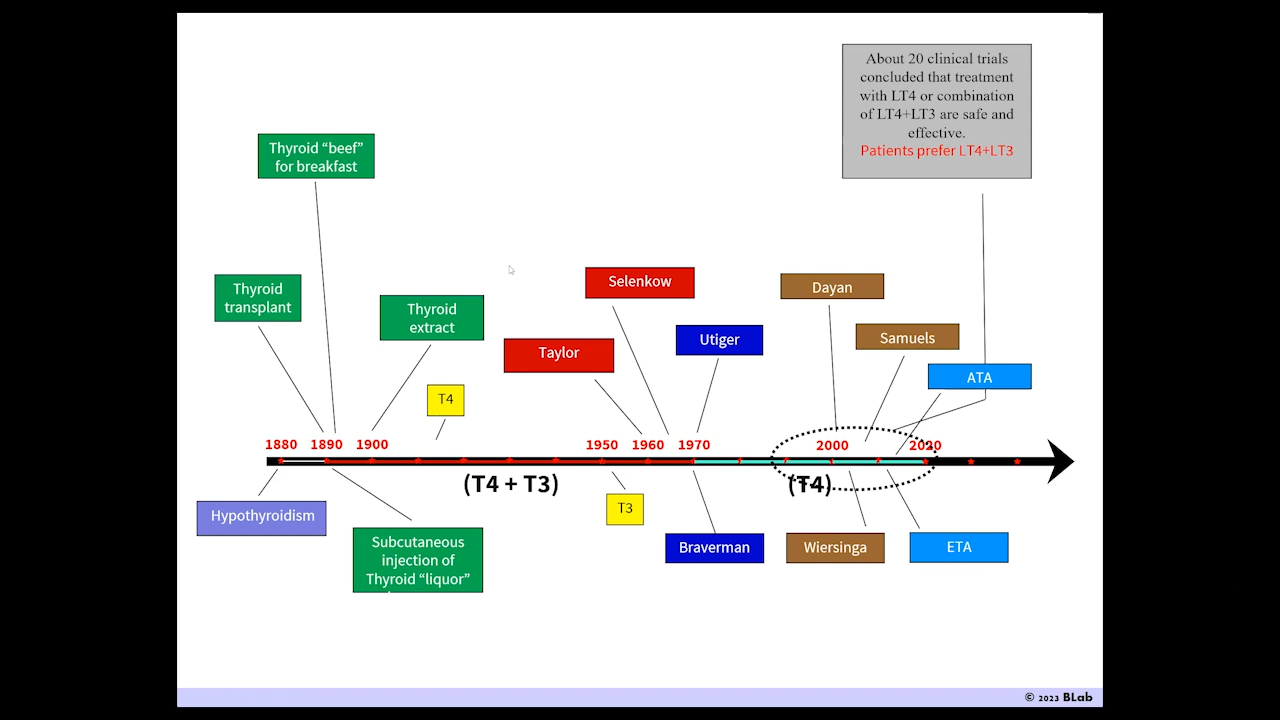 About 20 clinical trials
concluded that treatment
with LT4 or combination
of LT4+LT3 are safe and
effective.
Patients prefer LT4+LT3
Thyroid “beef”
for breakfast
Thyroid
transplant
Thyroid
extract
Selenkow
Dayan
Taylor
Utiger
Samuels
ATA
T4
1880
1890
1900
1950
1960
1970
2000
2020
(T4 + T3)
(T4)
Hypothyroidism
T3
Subcutaneous
injection of
Thyroid “liquor”
Braverman
Wiersinga
ETA
© 2023 BLab